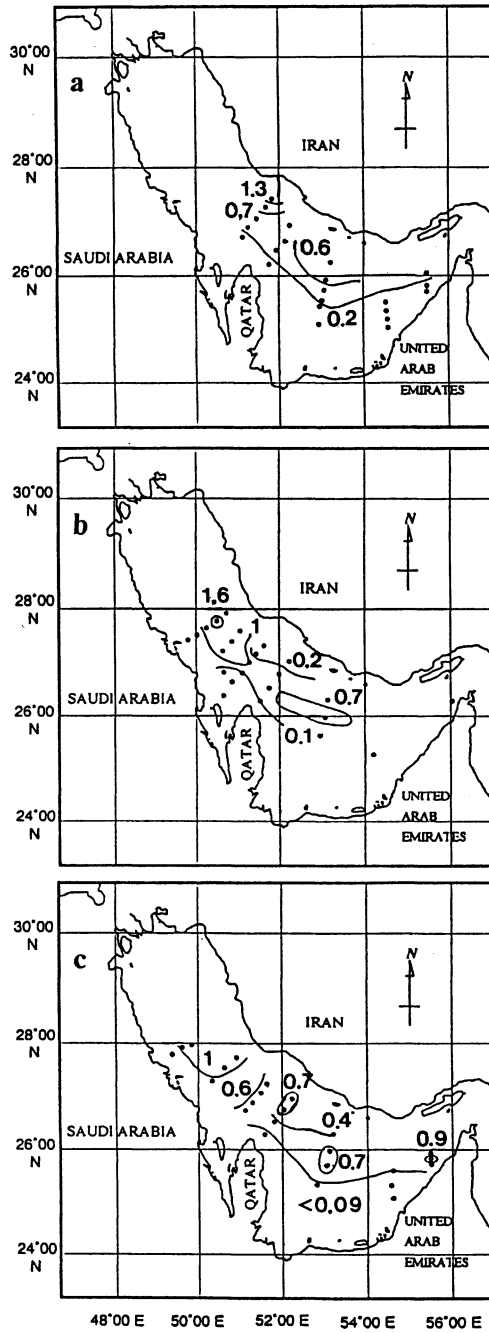 30°00
N
a
N
IRAN
28°00
N
1.3
0.7
0.6
SAUDI ARABIA
26°00
N
QATAR
0.2
UNITED
ARAB
EMIRATES
24°00
N
30°00
N
b
N
1.6
IRAN
28°00
N
1
0.2
SAUDI ARABIA
0.7
26°00
N
QATAR
0.1
UNITED
ARAB
EMIRATES
24°00
N
c
30°00
N
N
IRAN
28°00
N
1
0.7
0.6
0.4
SAUDI ARABIA
0.9
26°00
N
0.7
QATAR
<0.09
UNITED
ARAB
EMIRATES
24°00
N
48°00 E 50°00 E 52°00 E 54°00 E 56°00 E